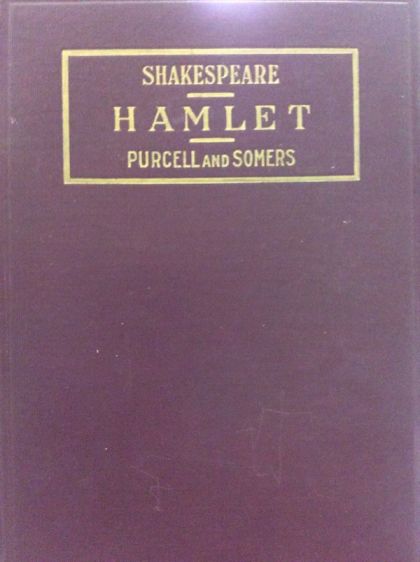 SHAKESPEARE
HAMLET
PURCELL AND SOMERS